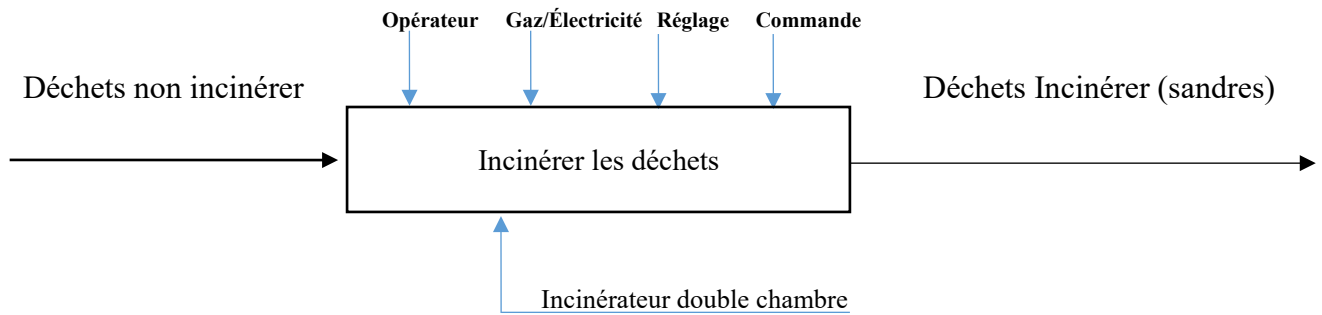 Opérateur Gaz/Électricité Réglage Commande
Déchets non incinérer
Déchets Incinérer (sandres)
Incinérer les déchets
Incinérateur double chambre